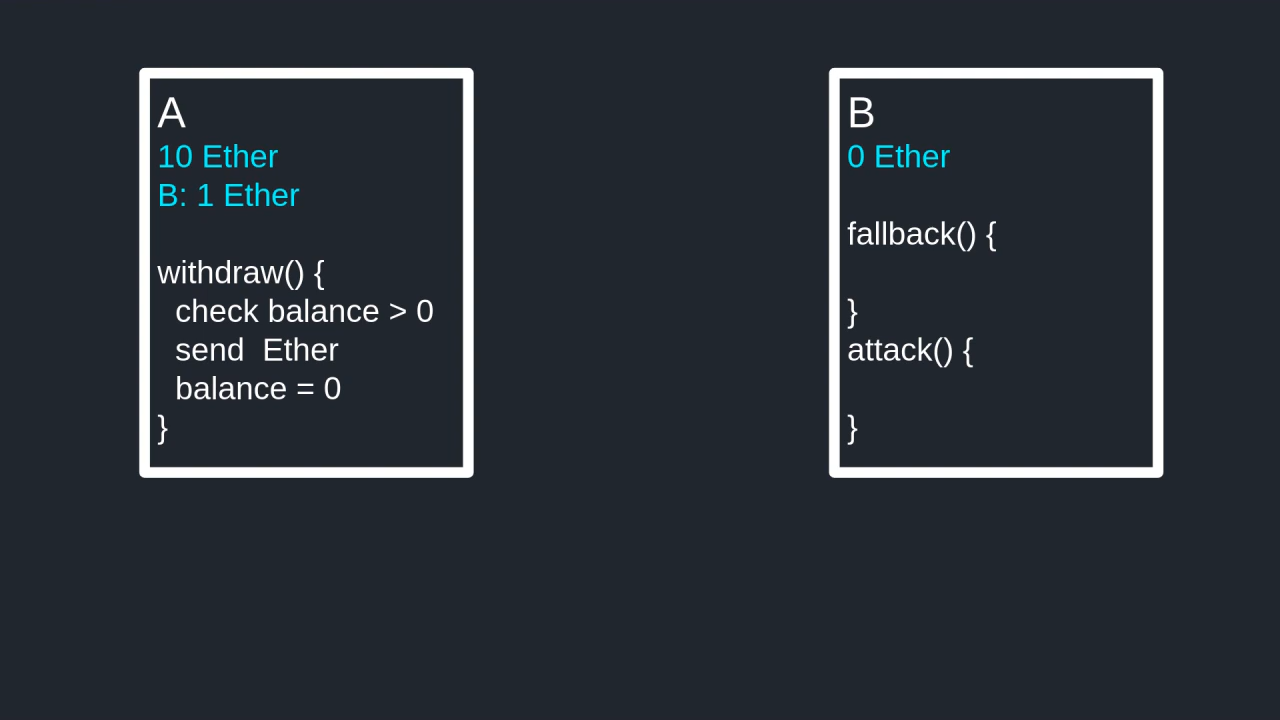 A
10 Ether
B: 1 Ether
withdraw() {
check balance > 0
send  Ether
balance = 0
}
B
0 Ether
fallback() {
}
attack() {
}